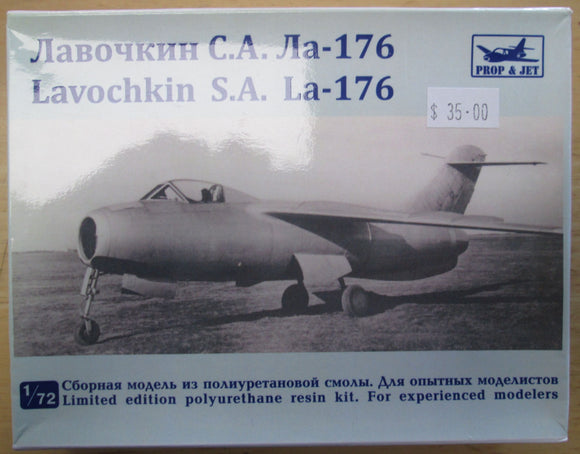 Лавочкин С.А. Ла-176
Lavochkin S.A. La-176
PROP & JET
$ 35.00
1/72
Сборная модель из полиуретановой смолы. Для опытных моделистов
Limited edition polyurethane resin kit. For experienced modelers